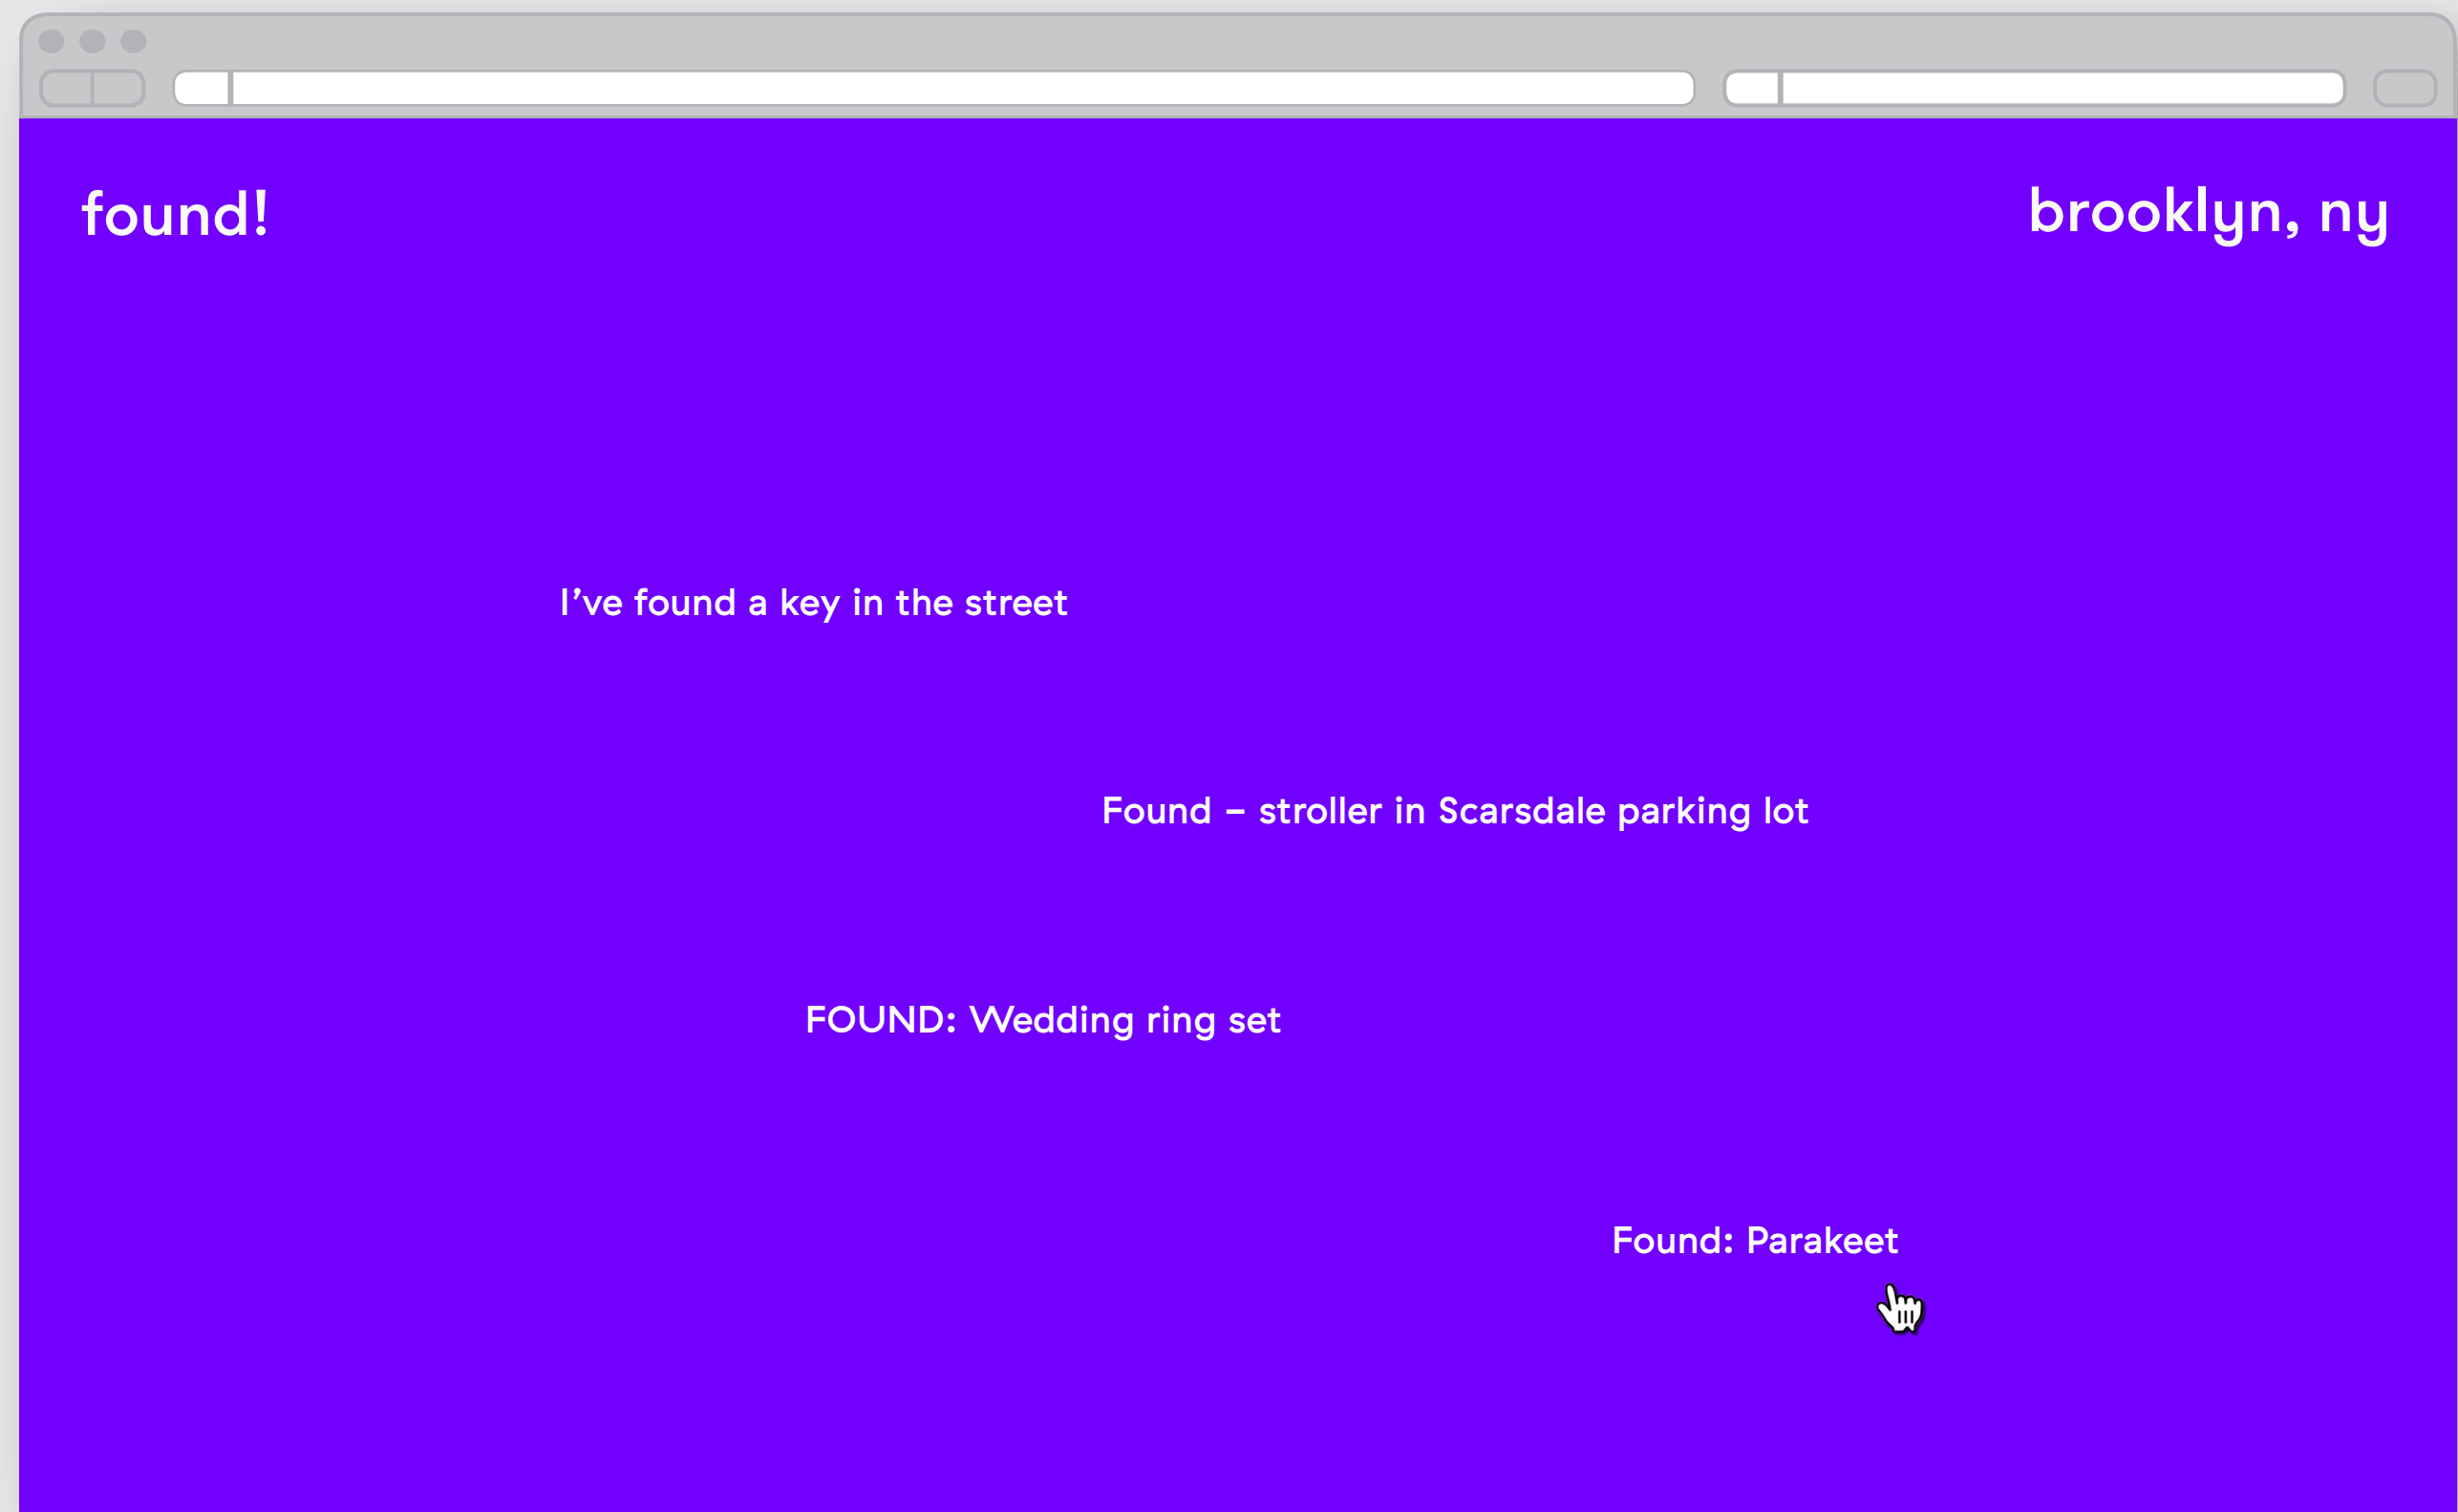 found!
brooklyn, ny
I’ve found a key in the street
Found – stroller in Scarsdale parking lot
FOUND: Wedding ring set
Found: Parakeet